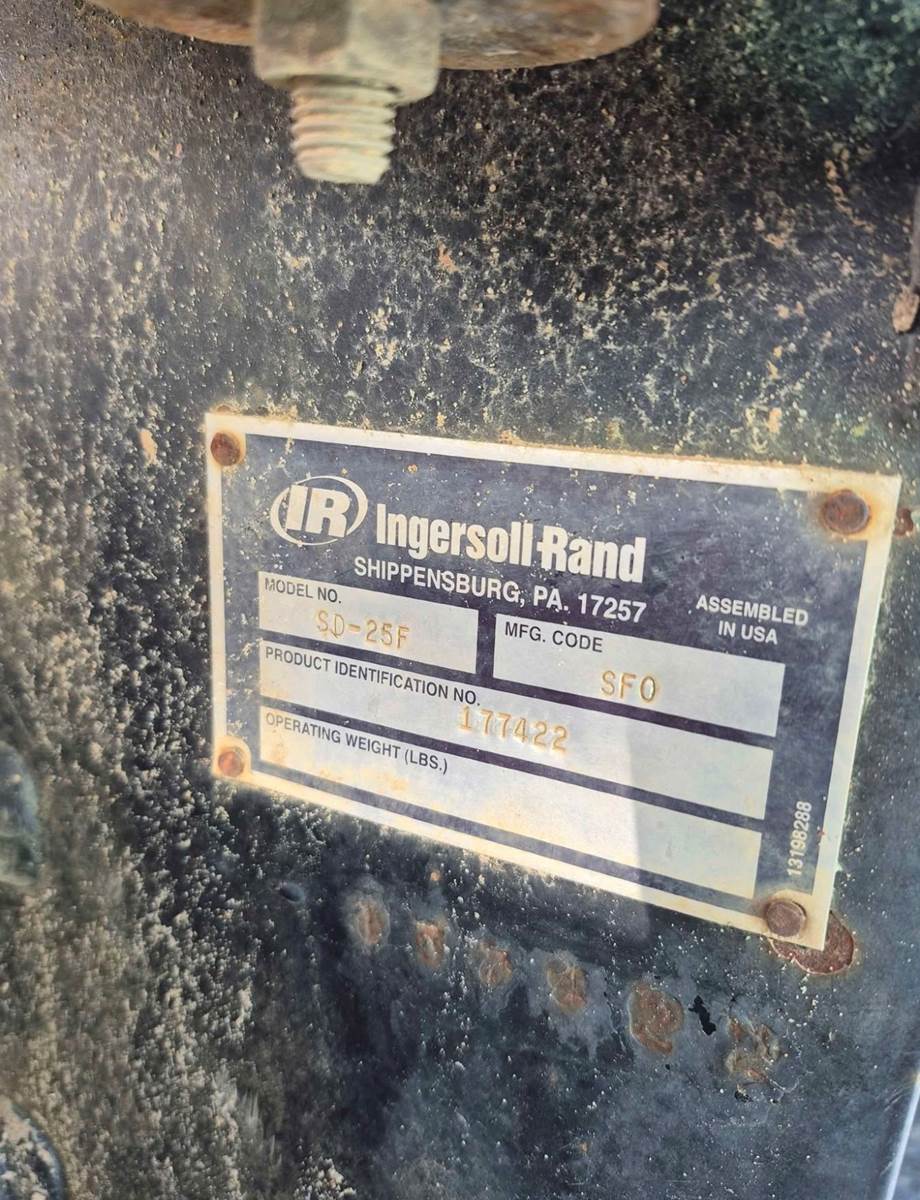 IR Ingersoll-Rand
SHIPPENSBURG, PA. 17257
ASSEMBLED
IN USA
MODEL NO.
SD-25F
MFG. CODE
SFO
PRODUCT IDENTIFICATION NO.
177422
OPERATING WEIGHT (LBS.)
13198288